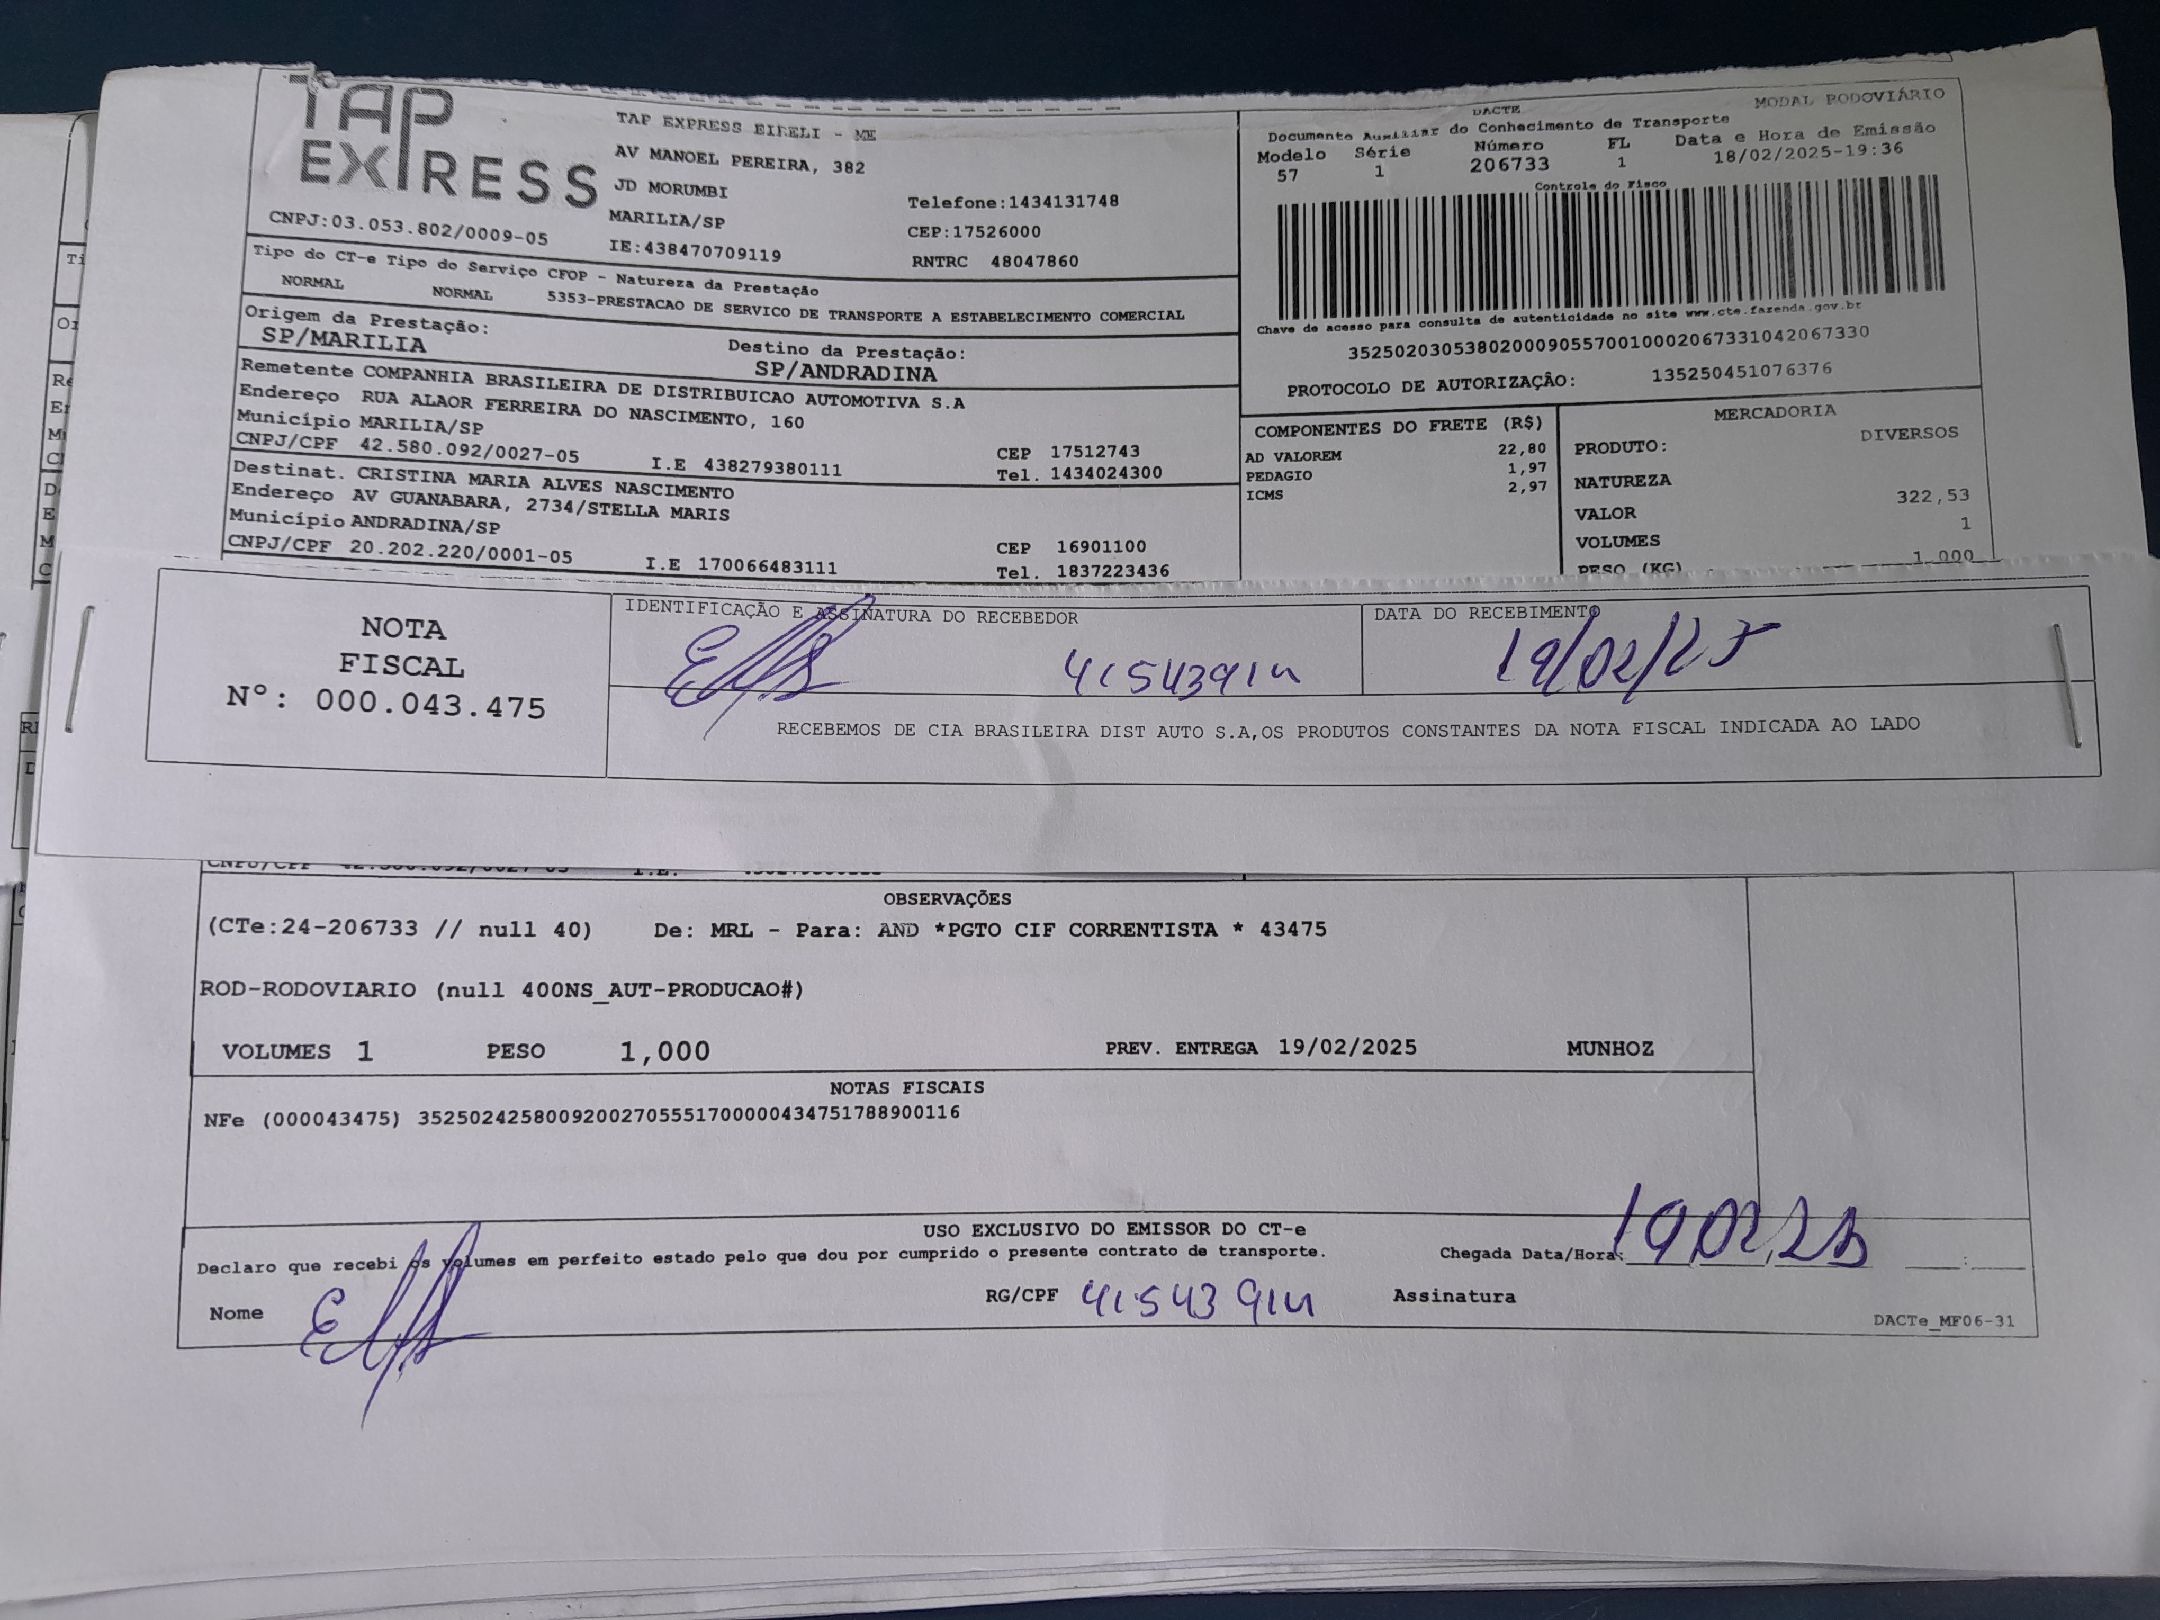 TAP EXPRESS
TAP EXPRESS EIRELI - ME
AV MANOEL PEREIRA, 382
JD MORUMBI
MARILIA/SP
IE:438470709119
Telefone:1434131748
CEP:17526000
RNTRC 48047860
CNPJ:03.053.802/0009-05
DACTE
MODAL RODOVIÁRIO
Documento Auxiliar do Conhecimento de Transporte
Modelo Série Número FL Data e Hora de Emissão
57 1 206733 1 18/02/2025-19:36
Controle do Fisco
Chave de acesso para consulta de autenticidade no site www.cte.fazenda.gov.br
35250203053802000905570010002067331042067330
PROTOCOLO DE AUTORIZAÇÃO: 135250451076376
Tipo do CT-e Tipo do Serviço CFOP - Natureza da Prestação
NORMAL NORMAL 5353-PRESTACAO DE SERVICO DE TRANSPORTE A ESTABELECIMENTO COMERCIAL
Origem da Prestação: Destino da Prestação:
SP/MARILIA SP/ANDRADINA
Remetente COMPANHIA BRASILEIRA DE DISTRIBUICAO AUTOMOTIVA S.A
Endereço RUA ALAOR FERREIRA DO NASCIMENTO, 160
Município MARILIA/SP CEP 17512743
CNPJ/CPF 42.580.092/0027-05 I.E 438279380111 Tel. 1434024300
Destinat. CRISTINA MARIA ALVES NASCIMENTO
Endereço AV GUANABARA, 2734/STELLA MARIS
Município ANDRADINA/SP CEP 16901100
CNPJ/CPF 20.202.220/0001-05 I.E 170066483111 Tel. 1837223436
COMPONENTES DO FRETE (R$)
AD VALOREM 22,80
PEDAGIO 1,97
ICMS 2,97
MERCADORIA
PRODUTO: DIVERSOS
NATUREZA
VALOR 322,53
VOLUMES 1
PESO (KG) 1,000
NOTA
FISCAL
Nº: 000.043.475
IDENTIFICAÇÃO E ASSINATURA DO RECEBEDOR
DATA DO RECEBIMENTO
19/02/25
RECEBEMOS DE CIA BRASILEIRA DIST AUTO S.A,OS PRODUTOS CONSTANTES DA NOTA FISCAL INDICADA AO LADO
OBSERVAÇÕES
(CTe:24-206733 // null 40) De: MRL - Para: AND *PGTO CIF CORRENTISTA * 43475
ROD-RODOVIARIO (null 400NS_AUT-PRODUCAO#)
VOLUMES 1 PESO 1,000 PREV. ENTREGA 19/02/2025 MUNHOZ
NOTAS FISCAIS
NFe (000043475) 35250242580092002705551700000434751788900116
USO EXCLUSIVO DO EMISSOR DO CT-e
Declaro que recebi os volumes em perfeito estado pelo que dou por cumprido o presente contrato de transporte.
Chegada Data/Hora: 19,02,25
Nome RG/CPF Assinatura
DACTe_MF06-31